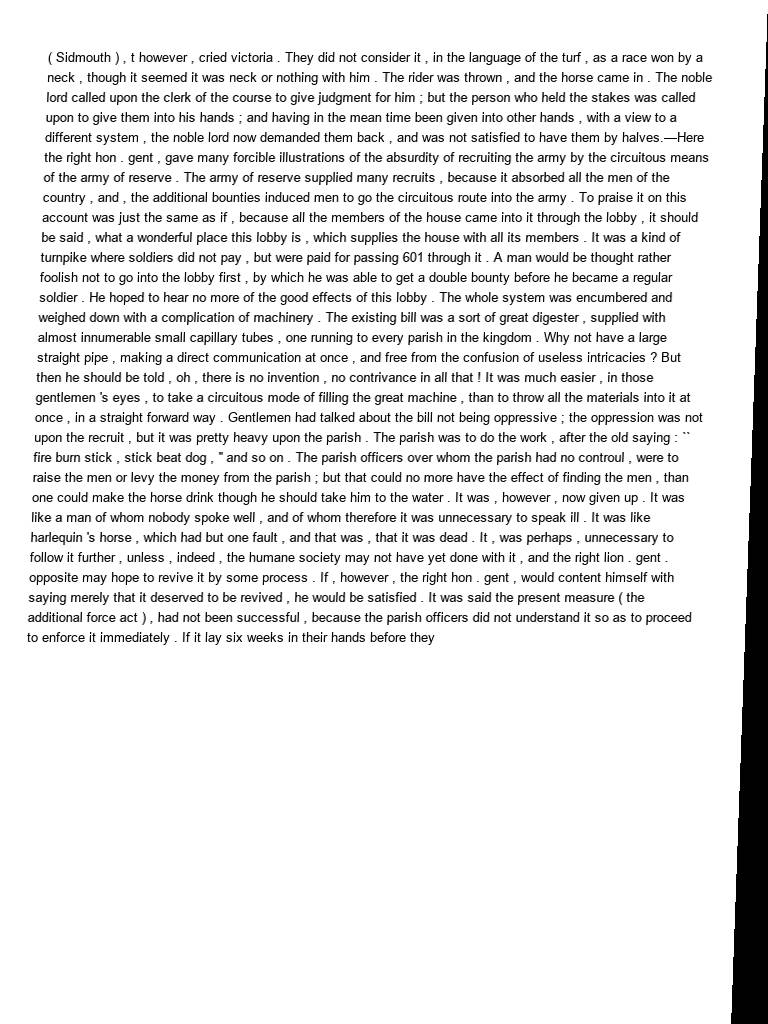 ( Sidmouth ) , t however , cried victoria . They did not consider it , in the language of the turf , as a race won by a
neck , though it seemed it was neck or nothing with him . The rider was thrown , and the horse came in . The noble
lord called upon the clerk of the course to give judgment for him ; but the person who held the stakes was called
upon to give them into his hands ; and having in the mean time been given into other hands , with a view to a
different system , the noble lord now demanded them back , and was not satisfied to have them by halves.—Here
the right hon . gent , gave many forcible illustrations of the absurdity of recruiting the army by the circuitous means
of the army of reserve . The army of reserve supplied many recruits , because it absorbed all the men of the
country , and , the additional bounties induced men to go the circuitous route into the army . To praise it on this
account was just the same as if , because all the members of the house came into it through the lobby , it should
be said , what a wonderful place this lobby is , which supplies the house with all its members . It was a kind of
turnpike where soldiers did not pay , but were paid for passing 601 through it . A man would be thought rather
foolish not to go into the lobby first , by which he was able to get a double bounty before he became a regular
soldier . He hoped to hear no more of the good effects of this lobby . The whole system was encumbered and
weighed down with a complication of machinery . The existing bill was a sort of great digester , supplied with
almost innumerable small capillary tubes , one running to every parish in the kingdom . Why not have a large
straight pipe , making a direct communication at once , and free from the confusion of useless intricacies ? But
then he should be told , oh , there is no invention , no contrivance in all that ! It was much easier , in those
gentlemen 's eyes , to take a circuitous mode of filling the great machine , than to throw all the materials into it at
once , in a straight forward way . Gentlemen had talked about the bill not being oppressive ; the oppression was not
upon the recruit , but it was pretty heavy upon the parish . The parish was to do the work , after the old saying : ``
fire burn stick , stick beat dog , '' and so on . The parish officers over whom the parish had no controul , were to
raise the men or levy the money from the parish ; but that could no more have the effect of finding the men , than
one could make the horse drink though he should take him to the water . It was , however , now given up . It was
like a man of whom nobody spoke well , and of whom therefore it was unnecessary to speak ill . It was like
harlequin 's horse , which had but one fault , and that was , that it was dead . It , was perhaps , unnecessary to
follow it further , unless , indeed , the humane society may not have yet done with it , and the right lion . gent .
opposite may hope to revive it by some process . If , however , the right hon . gent , would content himself with
saying merely that it deserved to be revived , he would be satisfied . It was said the present measure ( the
additional force act ) , had not been successful , because the parish officers did not understand it so as to proceed
to enforce it immediately . If it lay six weeks in their hands before they